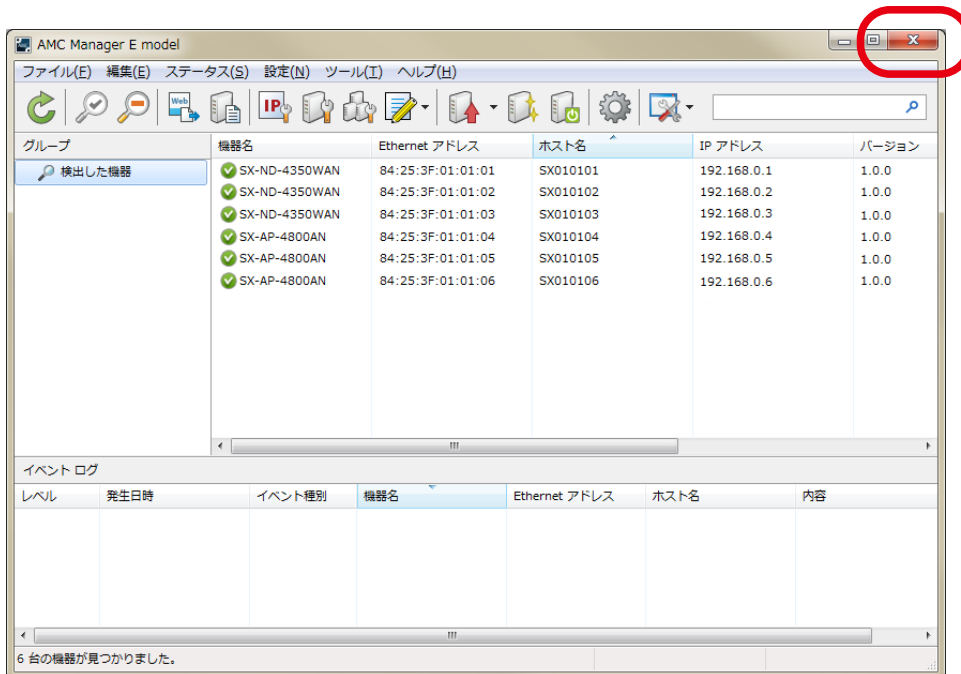 AMC Manager E model
ファイル(F) 編集(E) ステータス(S) 設定(N) ツール(T) ヘルプ(H)
Web IP
グループ 機器名 Ethernet アドレス ホスト名 IP アドレス バージョン
検出した機器 SX-ND-4350WAN 84:25:3F:01:01:01 SX010101 192.168.0.1 1.0.0
SX-ND-4350WAN 84:25:3F:01:01:02 SX010102 192.168.0.2 1.0.0
SX-ND-4350WAN 84:25:3F:01:01:03 SX010103 192.168.0.3 1.0.0
SX-AP-4800AN 84:25:3F:01:01:04 SX010104 192.168.0.4 1.0.0
SX-AP-4800AN 84:25:3F:01:01:05 SX010105 192.168.0.5 1.0.0
SX-AP-4800AN 84:25:3F:01:01:06 SX010106 192.168.0.6 1.0.0
イベント ログ
レベル 発生日時 イベント種別 機器名 Ethernet アドレス ホスト名 内容
6 台の機器が見つかりました。